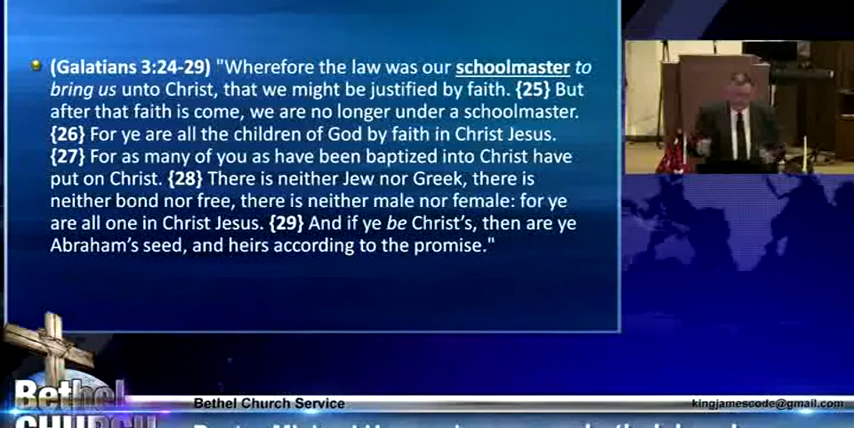 (Galatians 3:24-29) "Wherefore the law was our schoolmaster to
bring us unto Christ, that we might be justified by faith. {25} But
after that faith is come, we are no longer under a schoolmaster.
{26} For ye are all the children of God by faith in Christ Jesus.
{27} For as many of you as have been baptized into Christ have
put on Christ. {28} There is neither Jew nor Greek, there is
neither bond nor free, there is neither male nor female: for ye
are all one in Christ Jesus. {29} And if ye be Christ's, then are ye
Abraham's seed, and heirs according to the promise."
Bethel
CHURCH
Bethel Church Service
kingjamescode@gmail.com